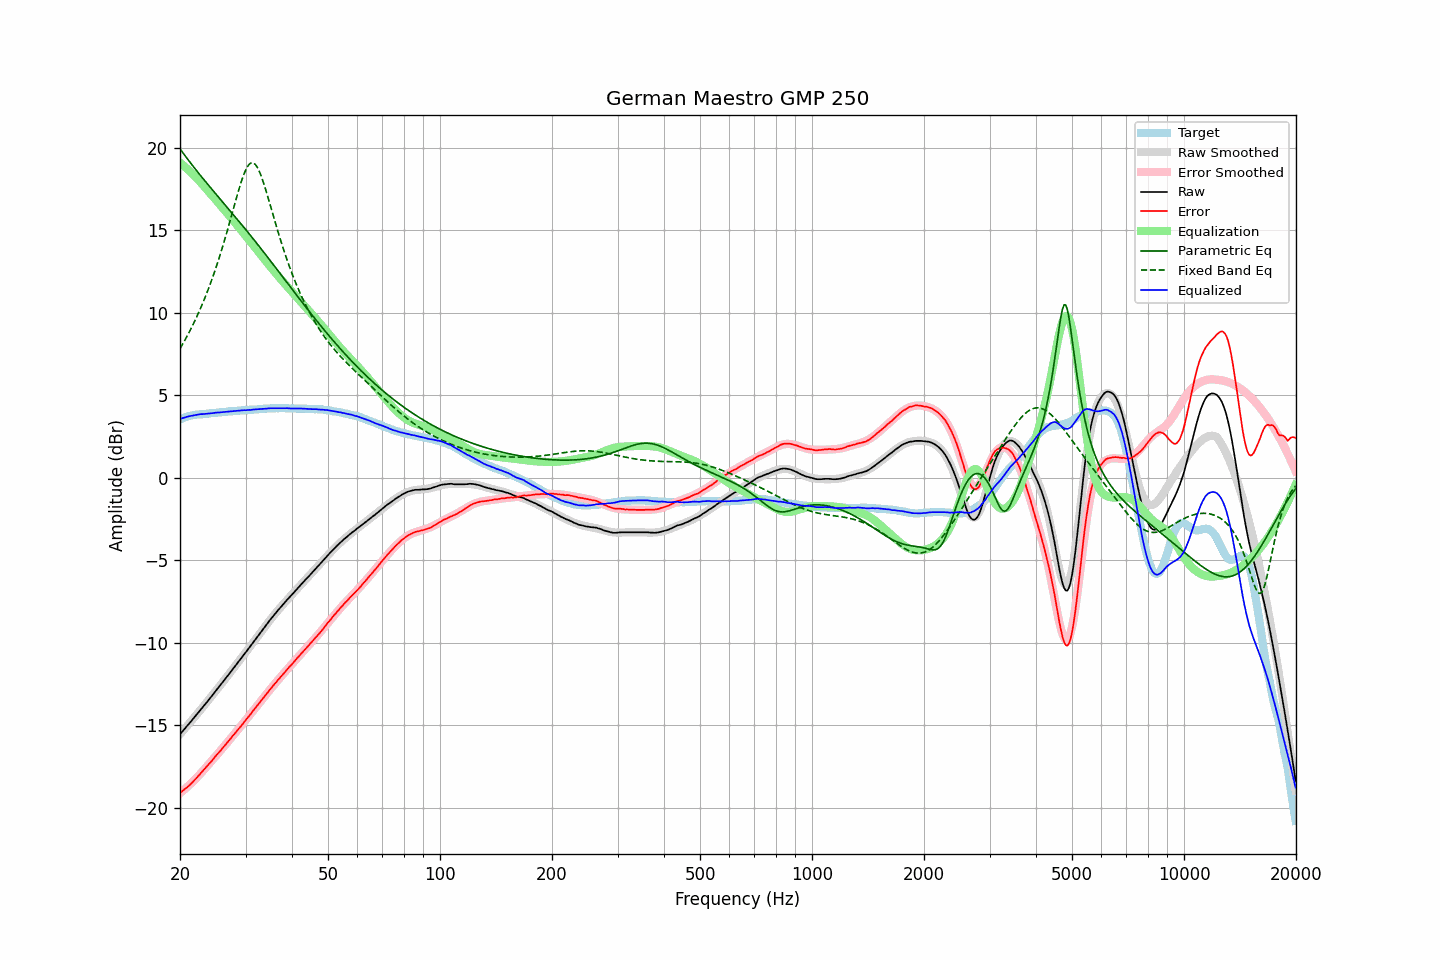 German Maestro GMP 250
Amplitude (dBr)
20
15
10
5
0
−5
−10
−15
−20
Target
Raw Smoothed
Error Smoothed
Raw
Error
Equalization
Parametric Eq
Fixed Band Eq
Equalized
20 50 100 200 500 1000 2000 5000 10000 20000
Frequency (Hz)